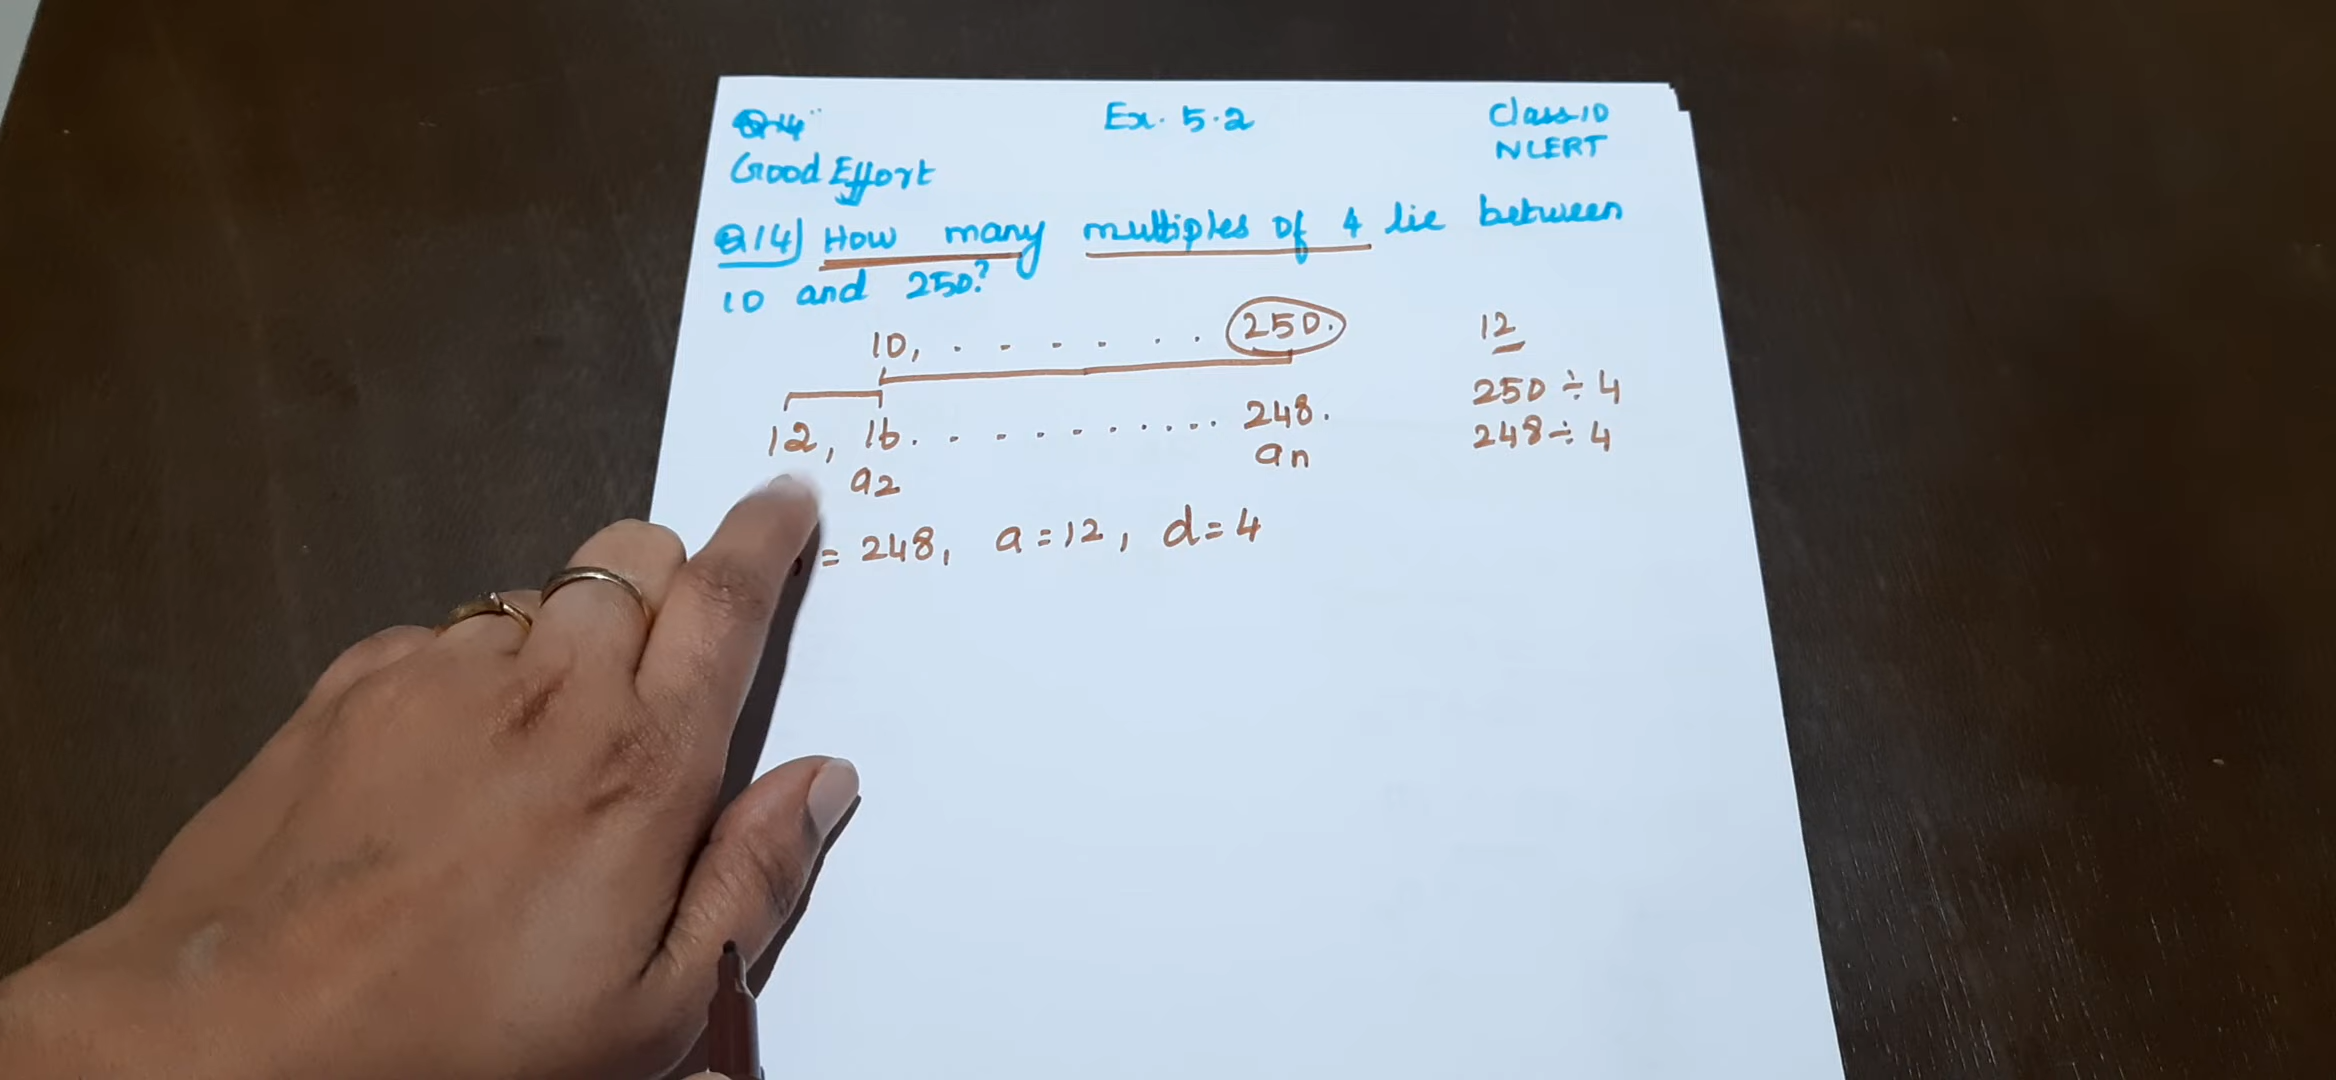 Ex. 5.2
Class 10
NCERT
Good Effort
Q14) How many multiples of 4 lie between
10 and 250?
10, . . . . . . 250.
12
250 ÷ 4
12, 16. . . . . . . . . . . 248.
248 ÷ 4
a2 an
= 248, a = 12, d = 4